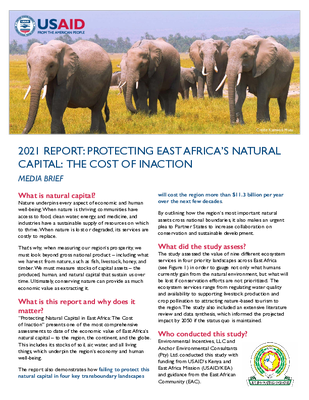 USAID
FROM THE AMERICAN PEOPLE
2021 REPORT: PROTECTING EAST AFRICA'S NATURAL
CAPITAL: THE COST OF INACTION
MEDIA BRIEF
What is natural capital?
Nature underpins every aspect of economic and human
well-being. When nature is thriving communities have
access to food, clean water, energy, and medicine, and
industries have a sustainable supply of resources on which
to thrive. When nature is lost or degraded, its services are
costly to replace.
That's why, when measuring our region's prosperity, we
must look beyond gross national product – including what
we harvest from nature, such as fish, livestock, honey, and
timber. We must measure stocks of capital assets – the
produced, human, and natural capital that sustain us over
time. Ultimately, conserving nature can provide as much
economic value as extracting it.
What is this report and why does it
matter?
"Protecting Natural Capital in East Africa: The Cost
of Inaction" presents one of the most comprehensive
assessments to date of the economic value of East Africa's
natural capital – to the region, the continent, and the globe.
This includes its stocks of soil, air, water, and all living
things, which underpin the region's economy and human
well-being.
The report also demonstrates how failing to protect this
natural capital in four key transboundary landscapes
will cost the region more than $11.3 billion per year
over the next few decades.
By outlining how the region's most important natural
assets cross national boundaries, it also makes an urgent
plea to Partner States to increase collaboration on
conservation and sustainable development.
What did the study assess?
The study assessed the value of nine different ecosystem
services in four priority landscapes across East Africa
(see Figure 1) in order to gauge not only what humans
currently gain from the natural environment, but what will
be lost if conservation efforts are not prioritized. The
ecosystem services range from regulating water quality
and availability to supporting livestock production and
crop pollination to attracting nature-based tourism to
the region. The study also included an extensive literature
review and data synthesis, which informed the projected
impact by 2050 if the status quo is maintained.
Who conducted this study?
Environmental Incentives, LLC and
Anchor Environmental Consultants
(Pty) Ltd. conducted this study with
funding from USAID's Kenya and
East Africa Mission (USAID/KEA)
and guidance from the East African
Community (EAC).